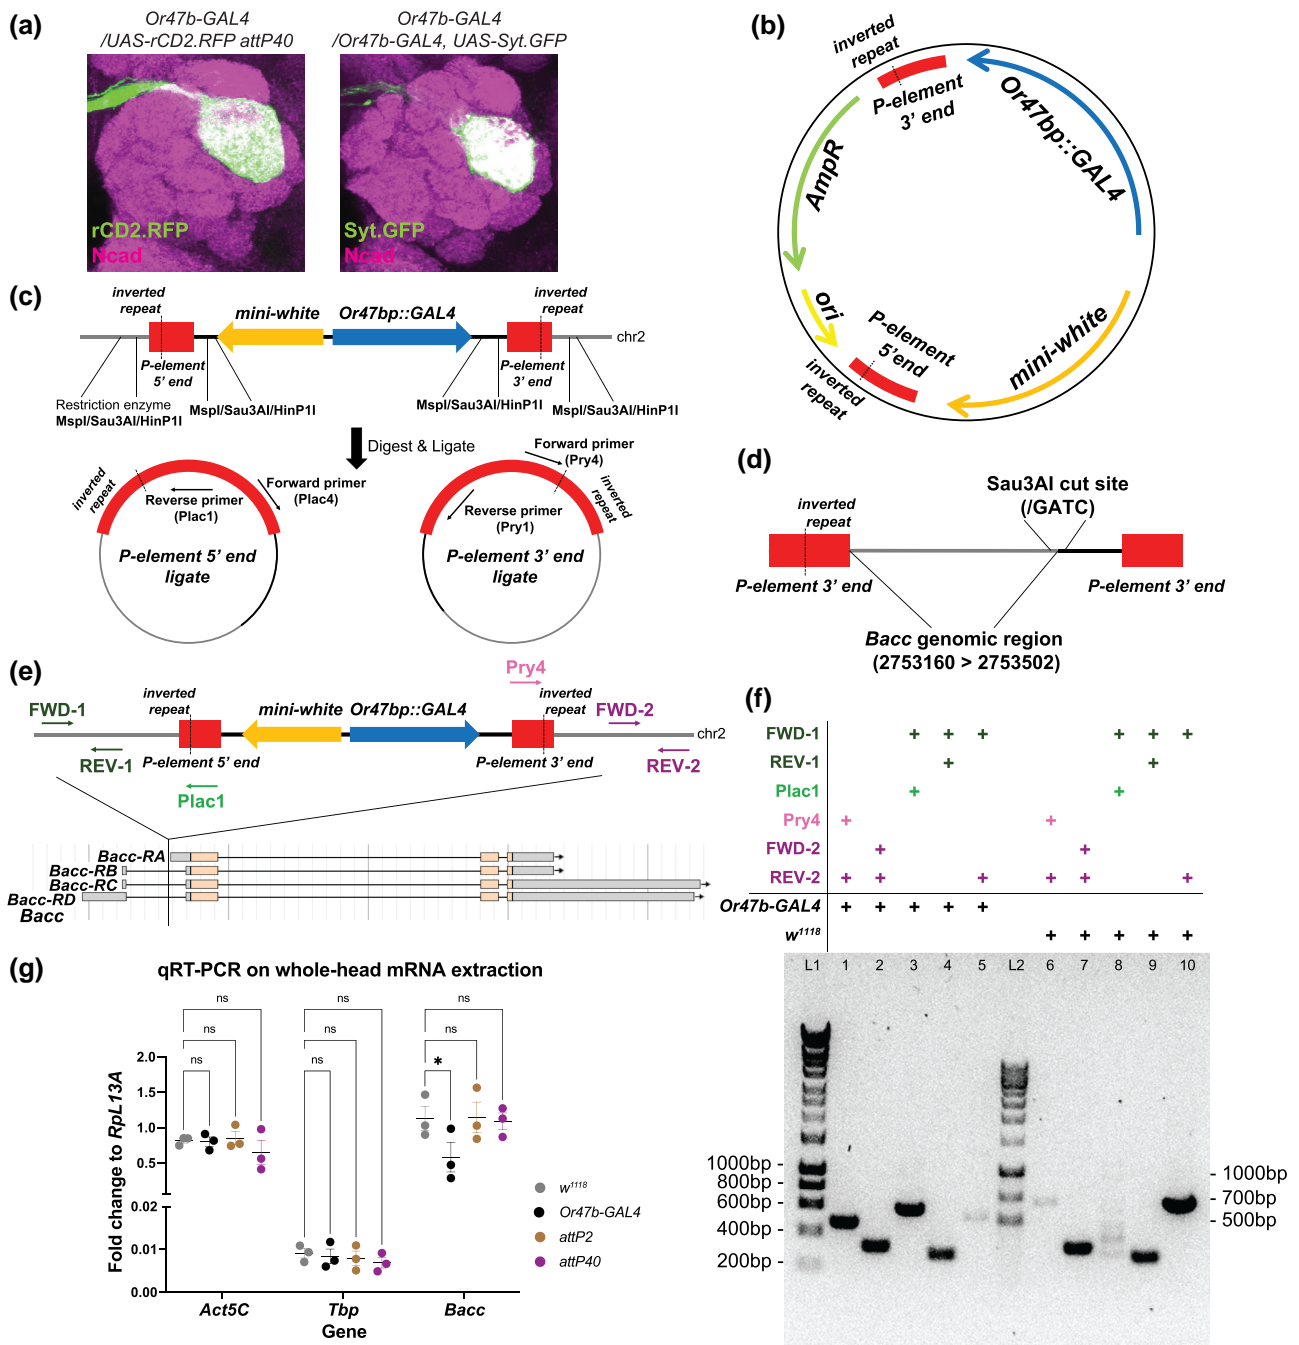 (a)
Or47b-GAL4
/UAS-rCD2.RFP attP40
Or47b-GAL4
/Or47b-GAL4, UAS-Syt.GFP
rCD2.RFP
Ncad
Syt.GFP
Ncad
(b)
inverted
repeat
P-element
3' end
Or47bp::GAL4
AmpR
ori
P-element
5'end
inverted
repeat
mini-white
(c)
inverted
repeat
mini-white
Or47bp::GAL4
inverted
repeat
chr2
P-element
5' end
P-element
3' end
Restriction enzyme
MspI/Sau3AI/HinP1I
MspI/Sau3AI/HinP1I
MspI/Sau3AI/HinP1I
MspI/Sau3AI/HinP1I
Digest & Ligate
inverted
repeat
Forward primer
(Plac4)
Reverse primer
(Plac1)
P-element 5' end
ligate
Forward primer
(Pry4)
inverted
repeat
Reverse primer
(Pry1)
P-element 3' end
ligate
(d)
Sau3AI cut site
(/GATC)
inverted
repeat
P-element 3' end
P-element 3' end
Bacc genomic region
(2753160 > 2753502)
(e)
Pry4
FWD-1
inverted
repeat
mini-white
Or47bp::GAL4
inverted
repeat
FWD-2
chr2
REV-1
P-element 5' end
P-element 3' end
REV-2
Plac1
Bacc-RA
Bacc-RB
Bacc-RC
Bacc-RD
Bacc
(f)
FWD-1 + + + + + +
REV-1 + +
Plac1 + +
Pry4 + +
FWD-2 + +
REV-2 + + + + + +
Or47b-GAL4 + + + + +
w1118 + + + + +
L1 1 2 3 4 5 L2 6 7 8 9 10
1000bp -
800bp -
600bp -
400bp -
200bp -
- 1000bp
- 700bp
- 500bp
(g)
qRT-PCR on whole-head mRNA extraction
ns
ns
ns
ns
ns
ns
ns
ns
*
Fold change to RpL13A
2.0
1.5
1.0
0.5
0.02
0.01
0.00
Act5C
Tbp
Bacc
Gene
w1118
Or47b-GAL4
attP2
attP40